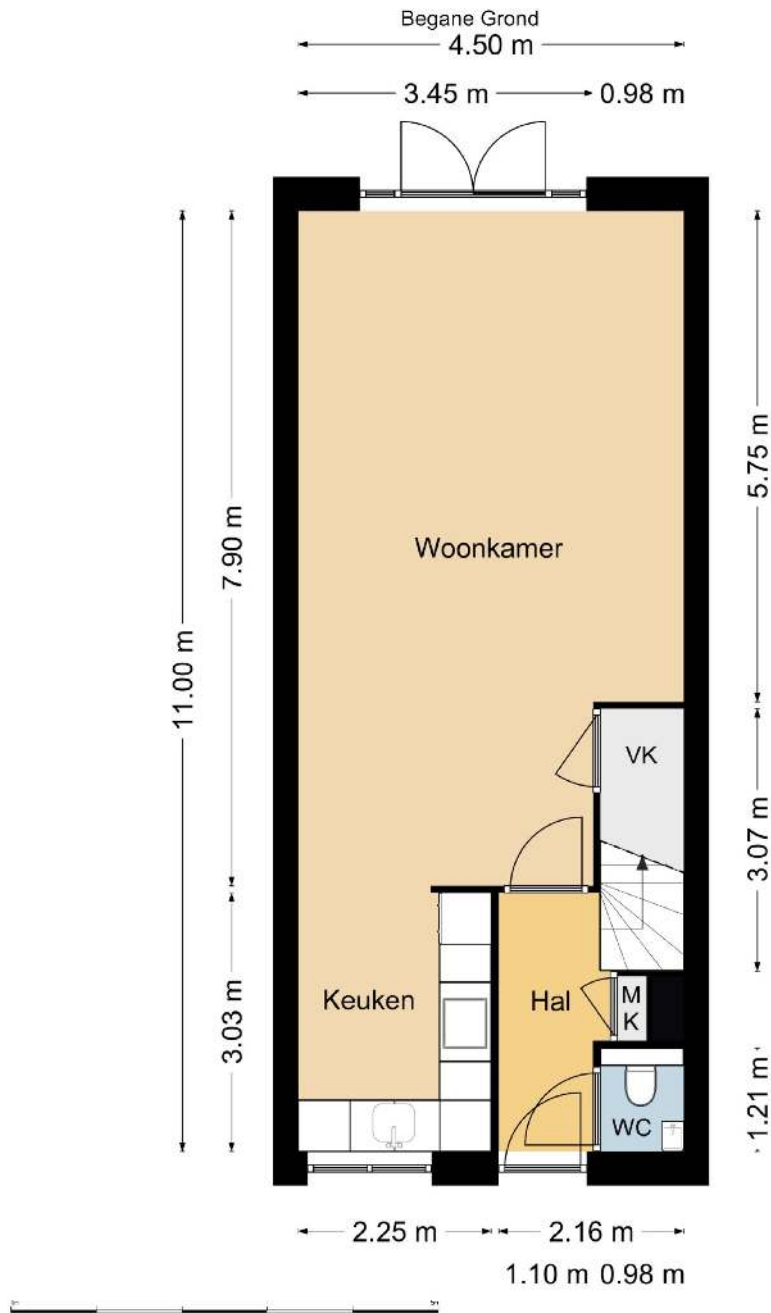 Begane Grond
4.50 m
3.45 m 0.98 m
5.75 m
7.90 m
Woonkamer
11.00 m
VK
3.07 m
Keuken
Hal
M
K
3.03 m
1.21 m
WC
2.25 m 2.16 m
1.10 m 0.98 m